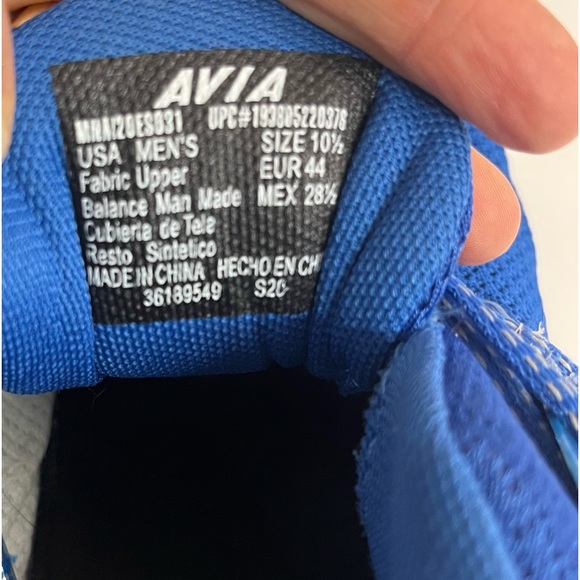 AVIA
MNAI20ES031 UPC#193605220376
USA MEN'S SIZE 10½
Fabric Upper EUR 44
Balance Man Made MEX 28½
Cubierta de Tela
Resto Sintetico
MADE IN CHINA HECHO EN CH
36189549 S20